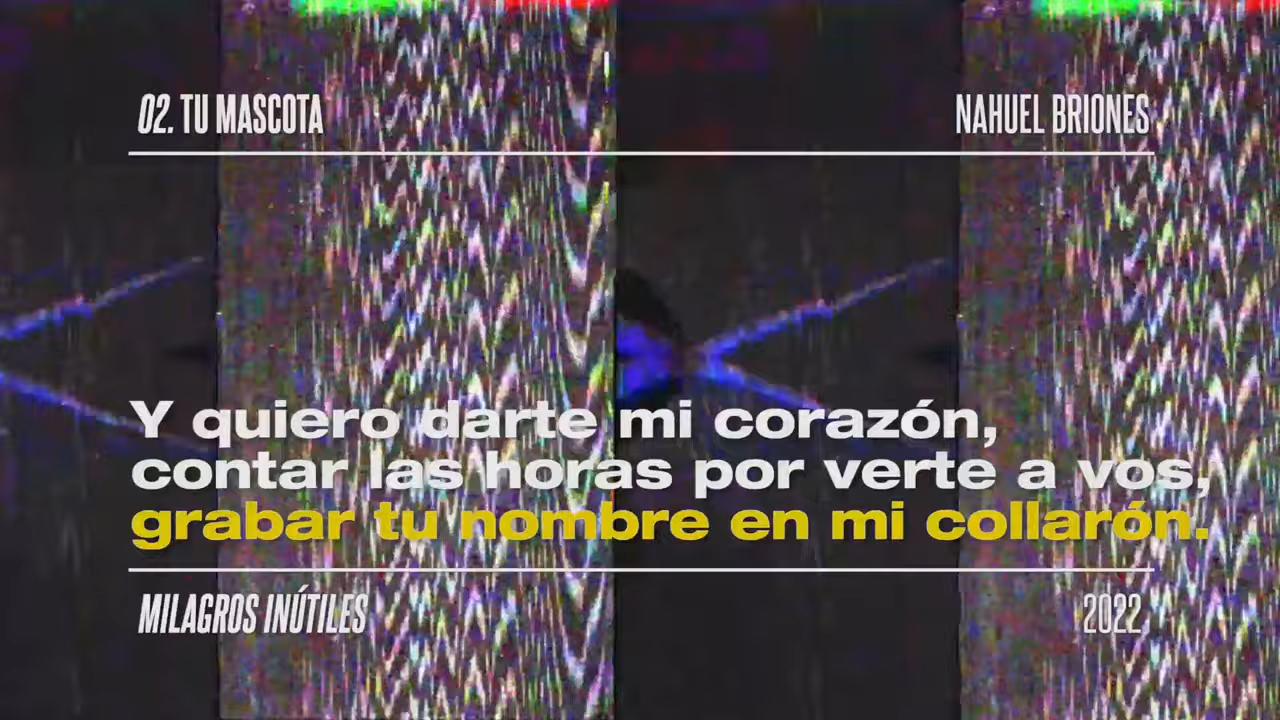 02. TU MASCOTA
NAHUEL BRIONES
Y quiero darte mi corazón,
contar las horas por verte a vos,
grabar tu nombre en mi collarón.
MILAGROS INÚTILES
2022